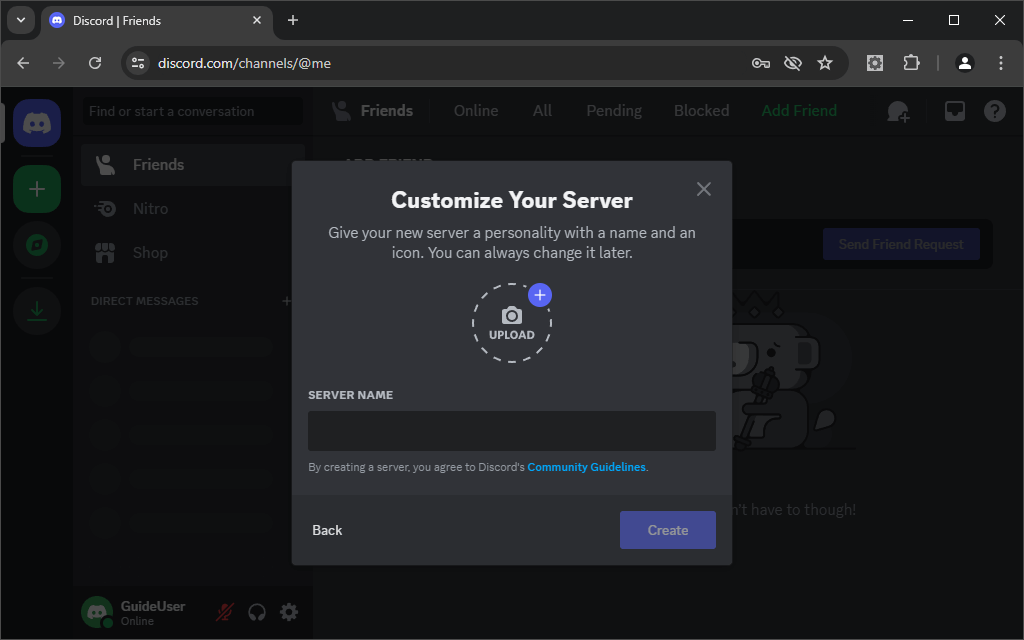 Discord | Friends
discord.com/channels/@me
Find or start a conversation
Friends
Online
All
Pending
Blocked
Add Friend
Friends
Nitro
Shop
DIRECT MESSAGES
ADD FRIEND
Send Friend Request
Customize Your Server
Give your new server a personality with a name and an
icon. You can always change it later.
UPLOAD
SERVER NAME
By creating a server, you agree to Discord's Community Guidelines.
Back
Create
have to though!
GuideUser
Online